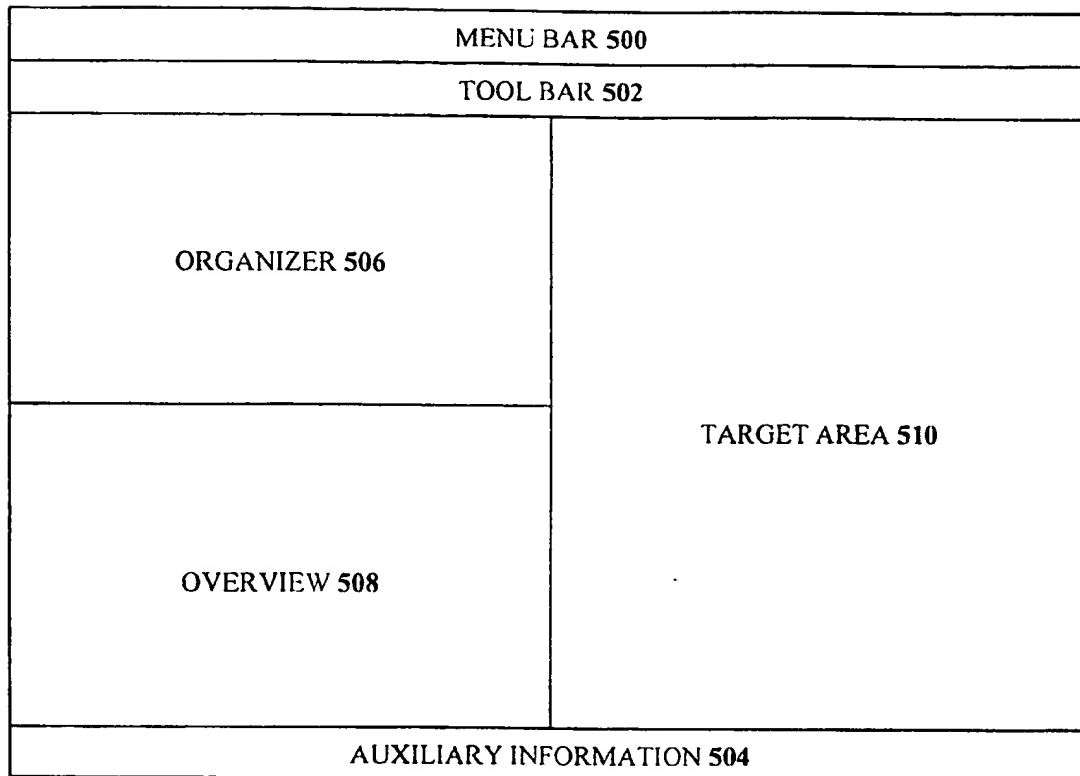 MENU BAR 500
TOOL BAR 502
ORGANIZER 506
TARGET AREA 510
OVERVIEW 508
AUXILIARY INFORMATION 504